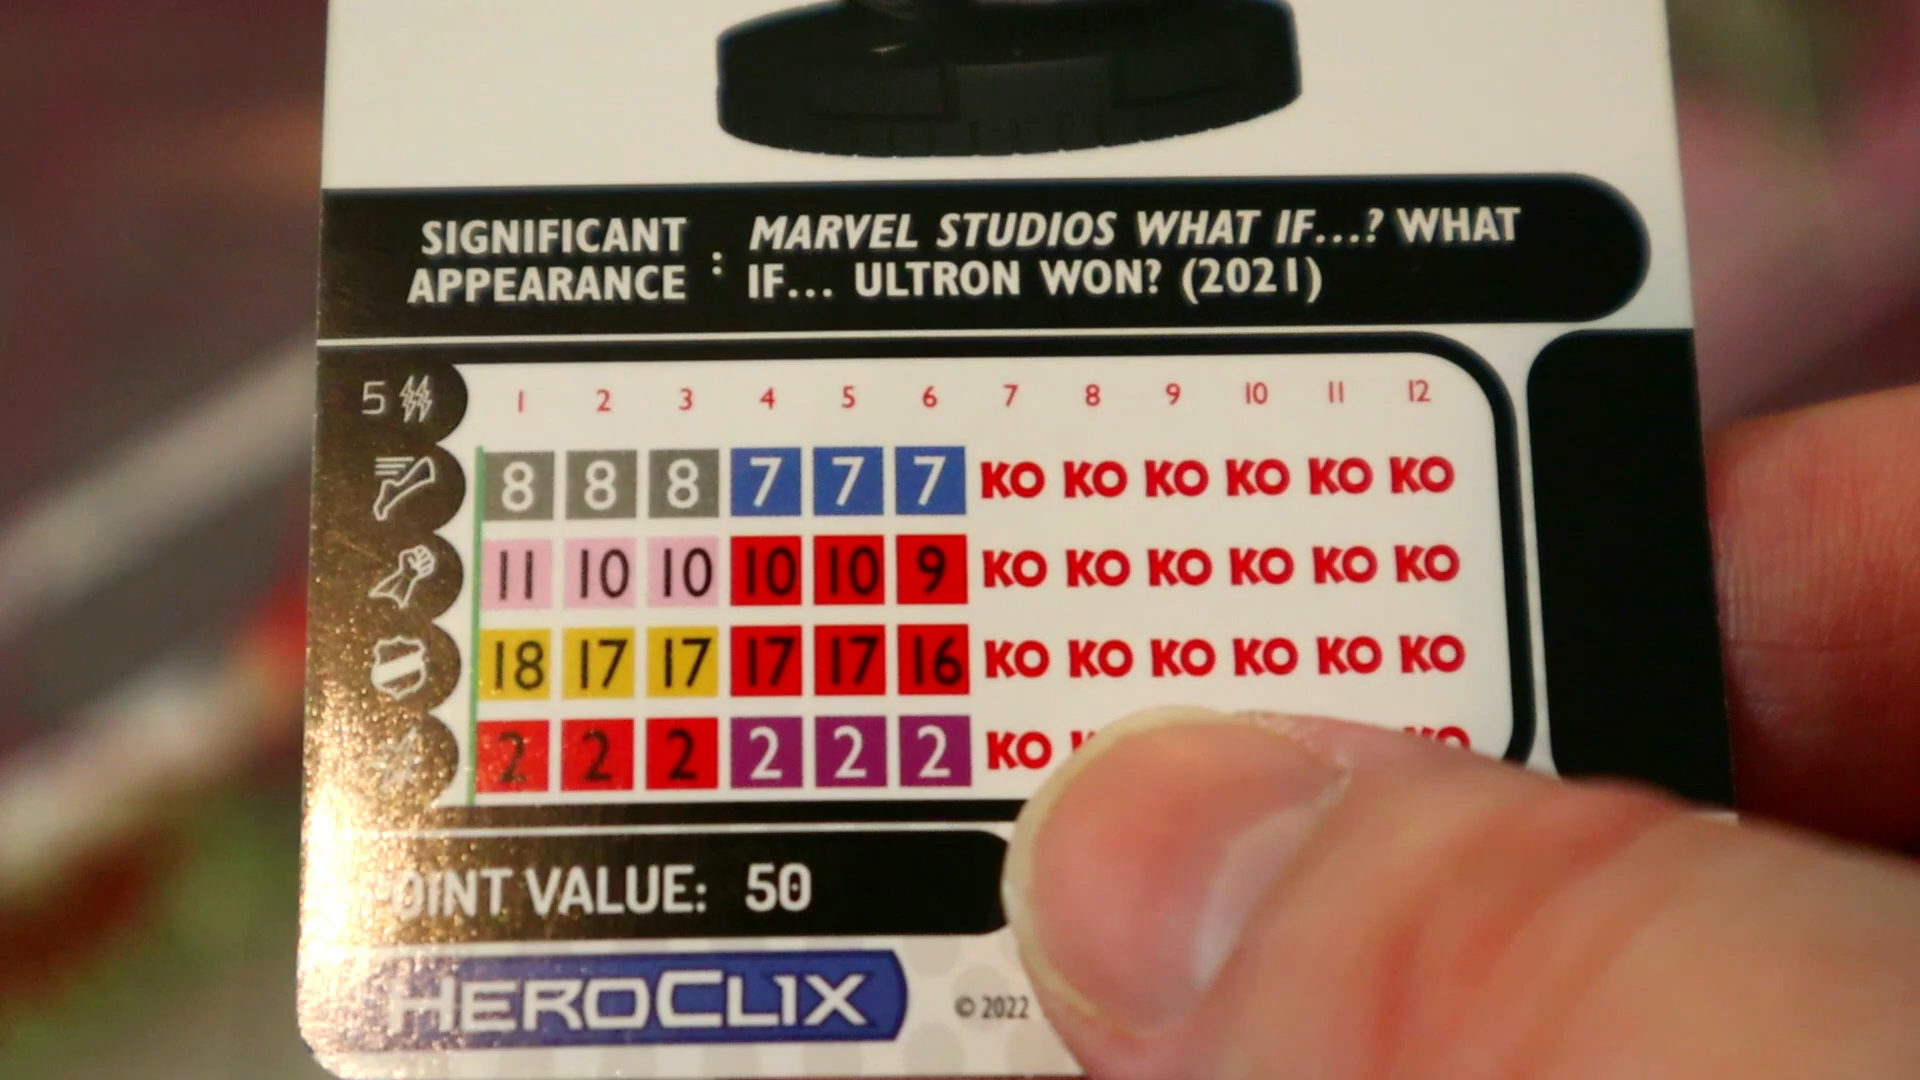 SIGNIFICANT APPEARANCE : MARVEL STUDIOS WHAT IF...? WHAT
IF... ULTRON WON? (2021)
5 1 2 3 4 5 6 7 8 9 10 11 12
8 8 8 7 7 7 KO KO KO KO KO KO
11 10 10 10 10 9 KO KO KO KO KO KO
18 17 17 17 17 16 KO KO KO KO KO KO
2 2 2 2 2 2 KO KO
OINT VALUE: 50
HEROCLIX © 2022